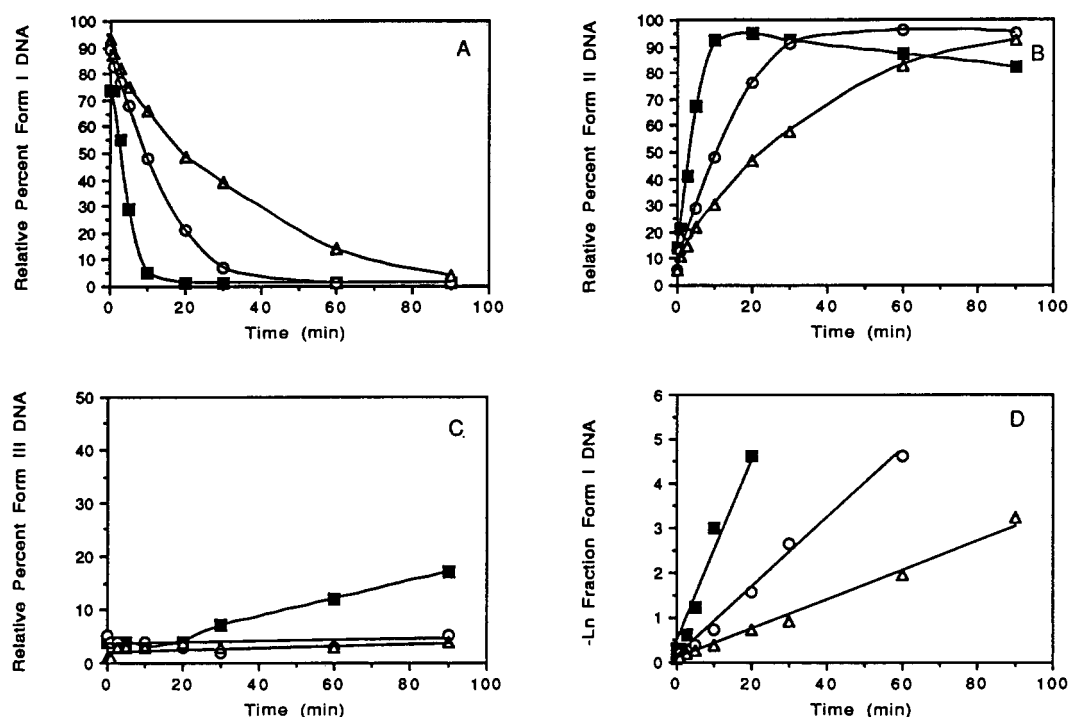 A
Relative Percent Form I DNA
100
90
80
70
60
50
40
30
20
10
0
0 20 40 60 80 100
Time (min)
B
Relative Percent Form II DNA
100
90
80
70
60
50
40
30
20
10
0
0 20 40 60 80 100
Time (min)
C
Relative Percent Form III DNA
50
40
30
20
10
0
0 20 40 60 80 100
Time (min)
D
-Ln Fraction Form I DNA
6
5
4
3
2
1
0
0 20 40 60 80 100
Time (min)